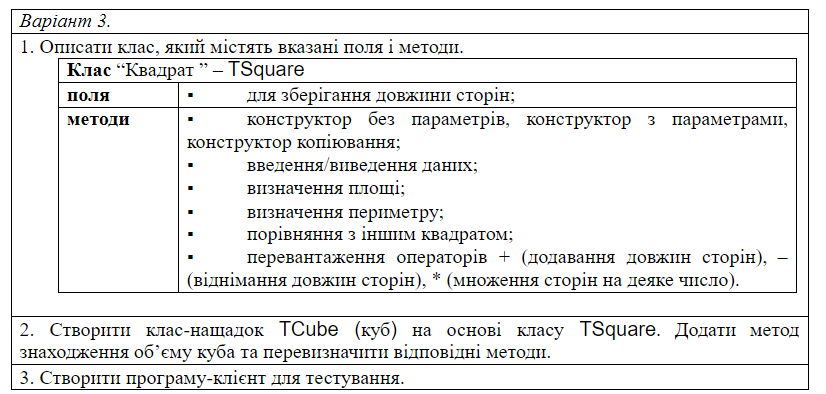 Варіант 3.
1. Описати клас, який містять вказані поля і методи.
Клас “Квадрат ” – TSquare
поля ▪ для зберігання довжини сторін;
методи ▪ конструктор без параметрів, конструктор з параметрами,
конструктор копіювання;
▪ введення/виведення даних;
▪ визначення площі;
▪ визначення периметру;
▪ порівняння з іншим квадратом;
▪ перевантаження операторів + (додавання довжин сторін), –
(віднімання довжин сторін), * (множення сторін на деяке число).
2. Створити клас-нащадок TCube (куб) на основі класу TSquare. Додати метод
знаходження об’єму куба та перевизначити відповідні методи.
3. Створити програму-клієнт для тестування.